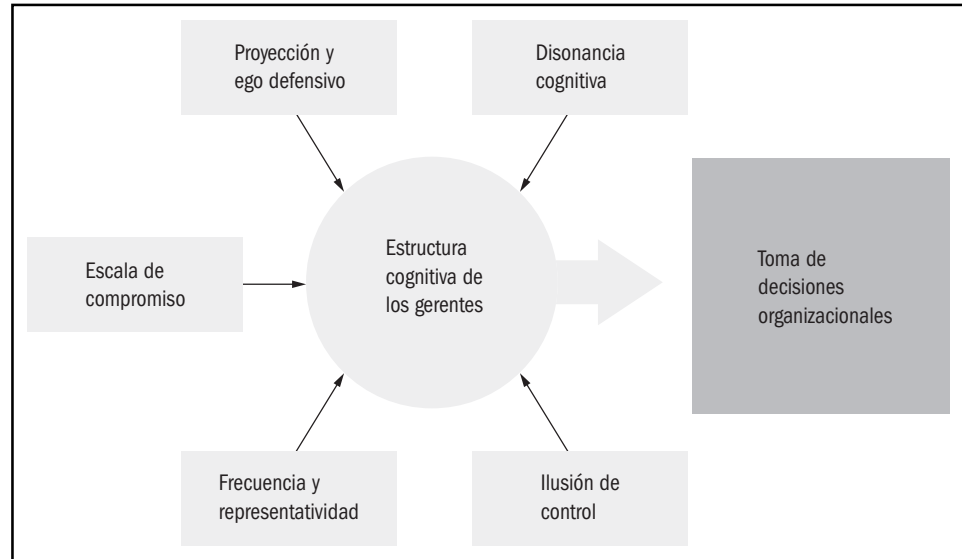 Proyección y
ego defensivo
Disonancia
cognitiva
Escala de
compromiso
Estructura
cognitiva de
los gerentes
Toma de
decisiones
organizacionales
Frecuencia y
representatividad
Ilusión de
control